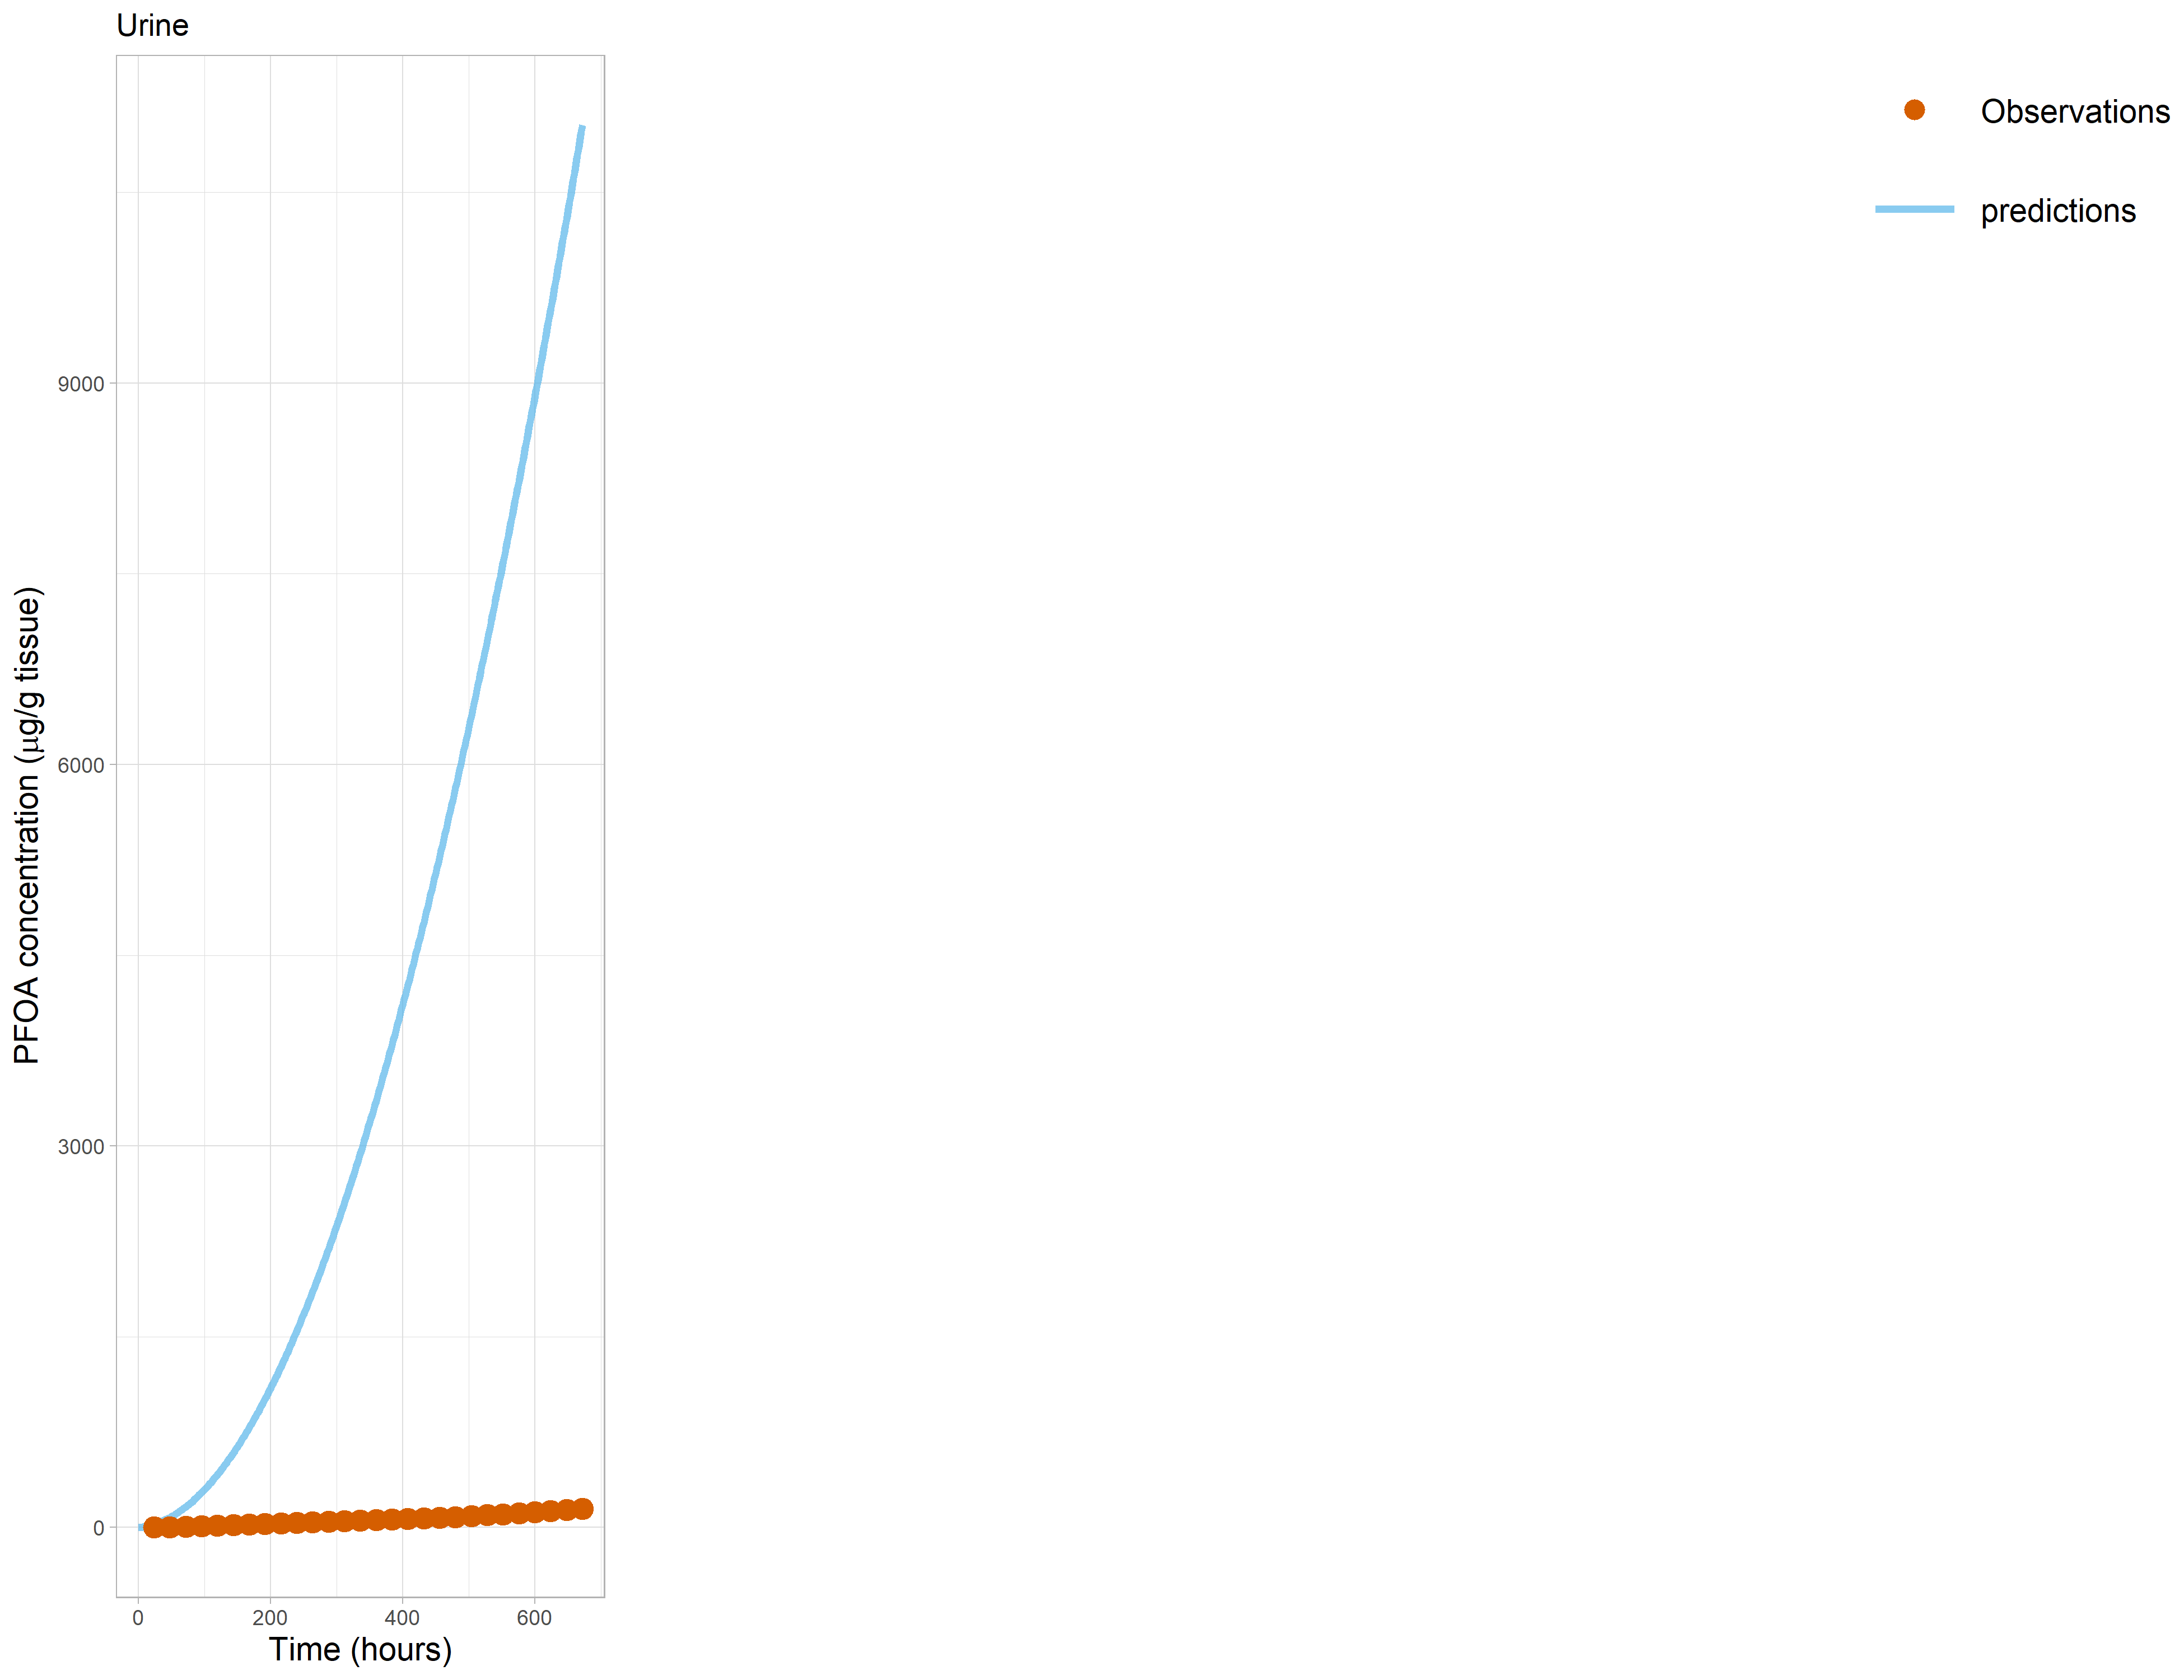 Urine
PFOA concentration (μg/g tissue)
9000
6000
3000
0
0 200 400 600
Time (hours)
Observations
predictions